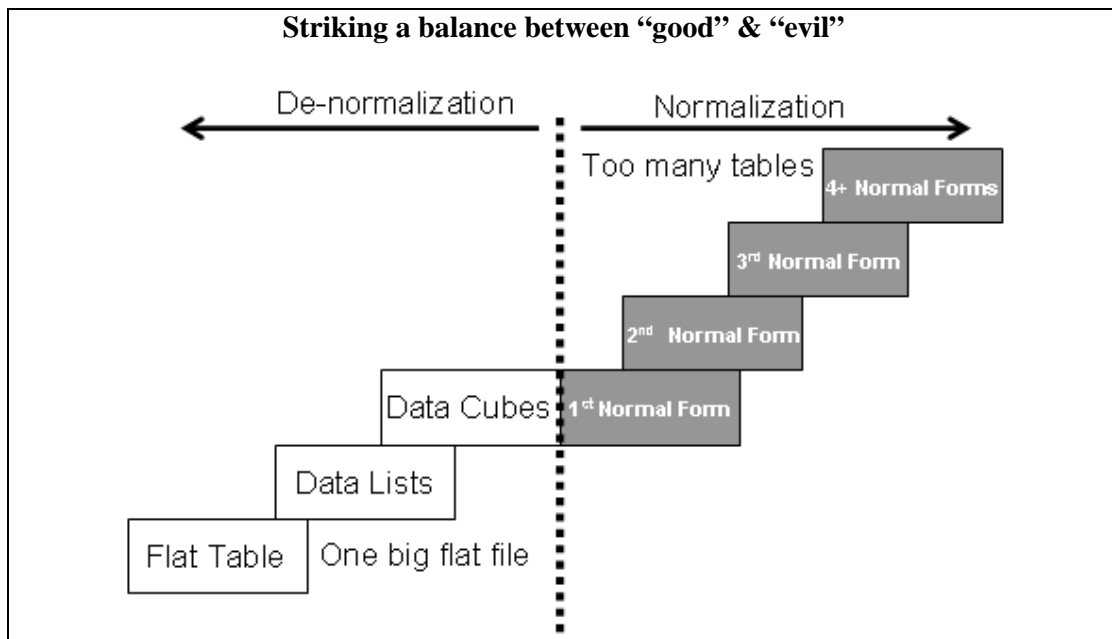 Striking a balance between “good” & “evil”
De-normalization
Normalization
Too many tables
4+ Normal Forms
3rd Normal Form
2nd Normal Form
Data Cubes
1st Normal Form
Data Lists
Flat Table
One big flat file